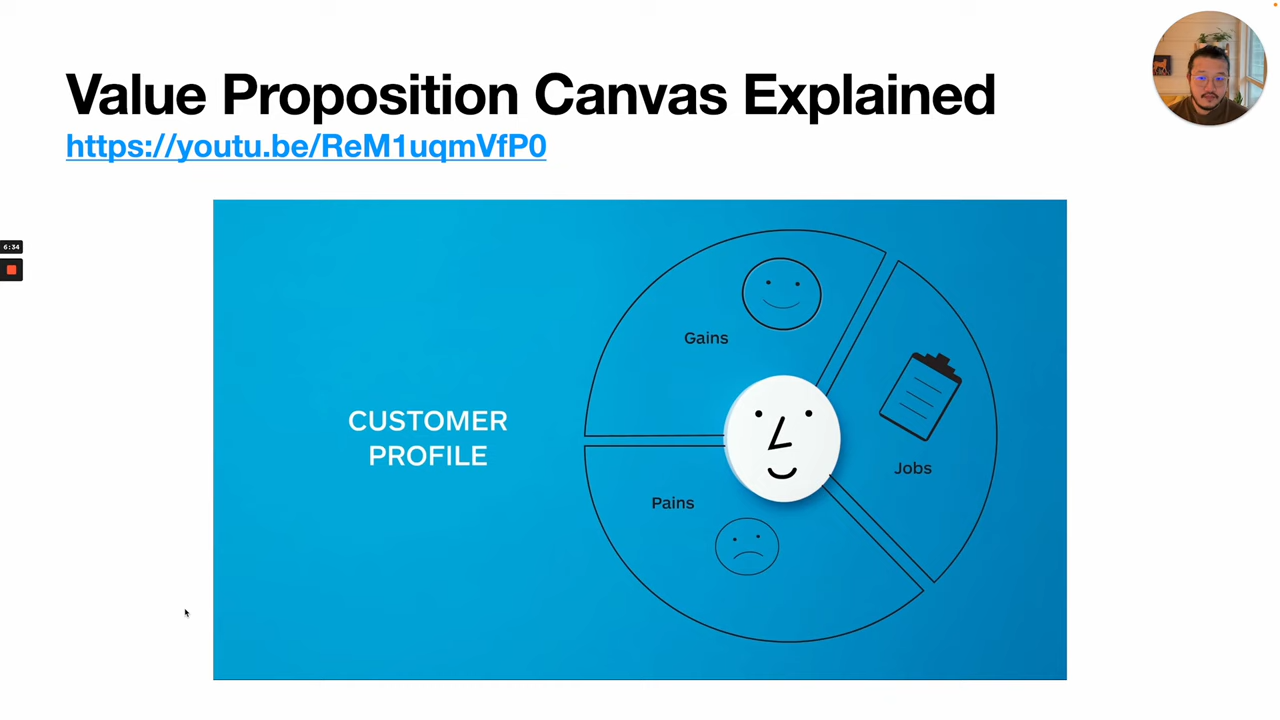 Value Proposition Canvas Explained
https://youtu.be/ReM1uqmVfP0
6:34
Gains
CUSTOMER
PROFILE
Jobs
Pains